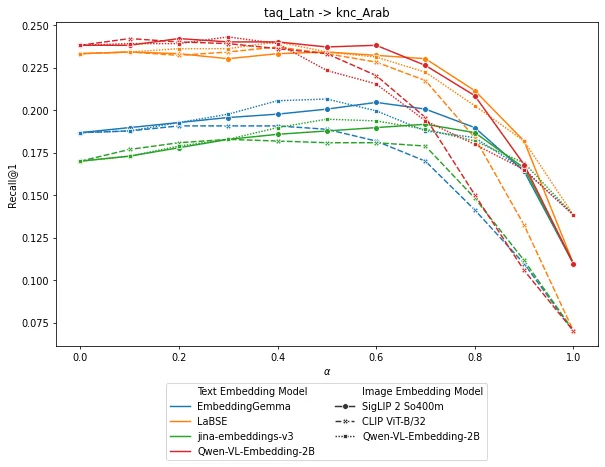 taq_Latn -> knc_Arab
0.250
0.225
0.200
0.175
0.150
0.125
0.100
0.075
Recall@1
0.0 0.2 0.4 0.6 0.8 1.0
α
Text Embedding Model Image Embedding Model
EmbeddingGemma SigLIP 2 So400m
LaBSE CLIP ViT-B/32
jina-embeddings-v3 Qwen-VL-Embedding-2B
Qwen-VL-Embedding-2B